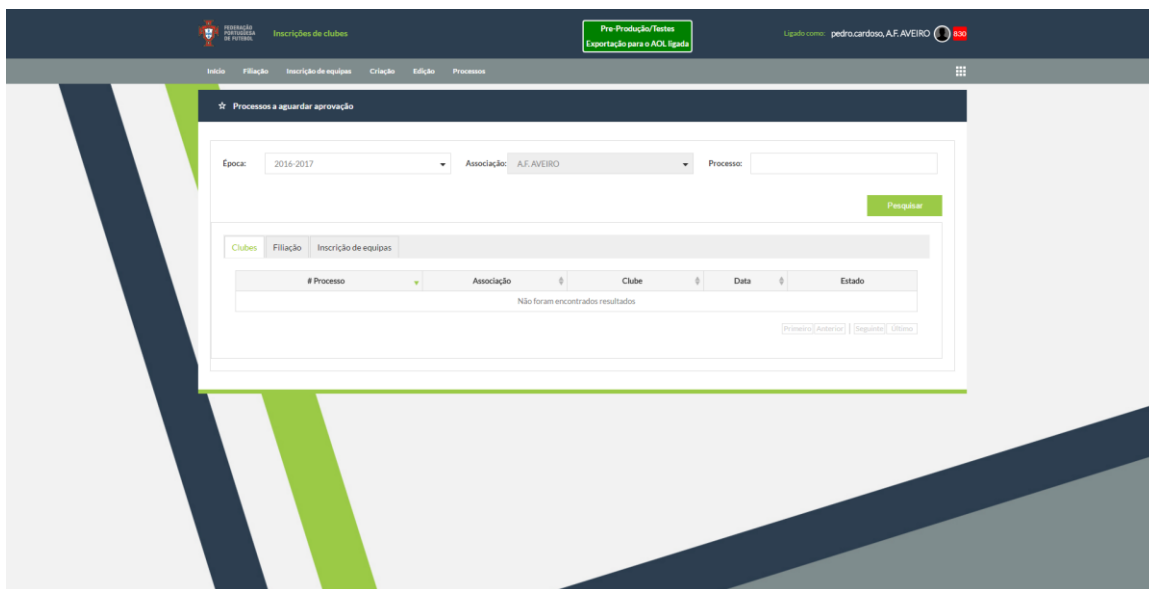 FEDERAÇÃO
PORTUGUESA
DE FUTEBOL
Inscrições de clubes
Pre-Produção/Testes
Exportação para o AOL ligada
Ligado como: pedro.cardoso, A.F. AVEIRO 830
Início Filiação Inscrição de equipas Criação Edição Processos
Processos a aguardar aprovação
Época: 2016-2017 Associação: A.F. AVEIRO Processo:
Pesquisar
Clubes Filiação Inscrição de equipas
# Processo Associação Clube Data Estado
Não foram encontrados resultados
Primeiro Anterior Seguinte Último